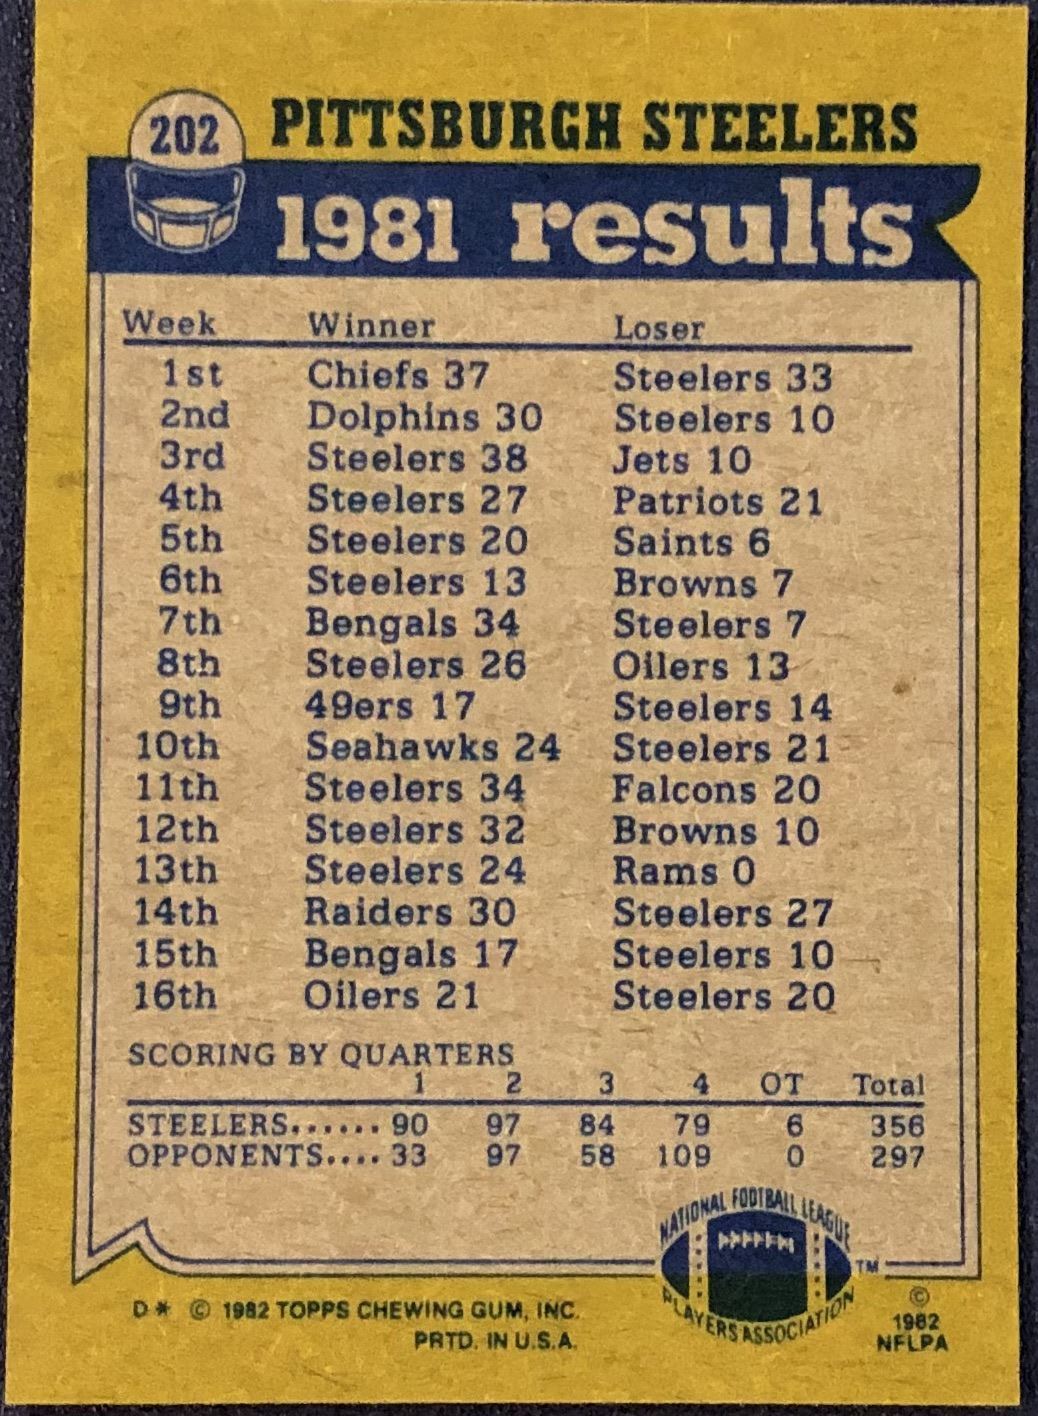 202 PITTSBURGH STEELERS
1981 results
Week Winner Loser
1st Chiefs 37 Steelers 33
2nd Dolphins 30 Steelers 10
3rd Steelers 38 Jets 10
4th Steelers 27 Patriots 21
5th Steelers 20 Saints 6
6th Steelers 13 Browns 7
7th Bengals 34 Steelers 7
8th Steelers 26 Oilers 13
9th 49ers 17 Steelers 14
10th Seahawks 24 Steelers 21
11th Steelers 34 Falcons 20
12th Steelers 32 Browns 10
13th Steelers 24 Rams 0
14th Raiders 30 Steelers 27
15th Bengals 17 Steelers 10
16th Oilers 21 Steelers 20
SCORING BY QUARTERS
1 2 3 4 OT Total
STEELERS...... 90 97 84 79 6 356
OPPONENTS.... 33 97 58 109 0 297
NATIONAL FOOTBALL LEAGUE
PLAYERS ASSOCIATION
TM
D* © 1982 TOPPS CHEWING GUM, INC.
PRTD. IN U.S.A.
©
1982
NFLPA